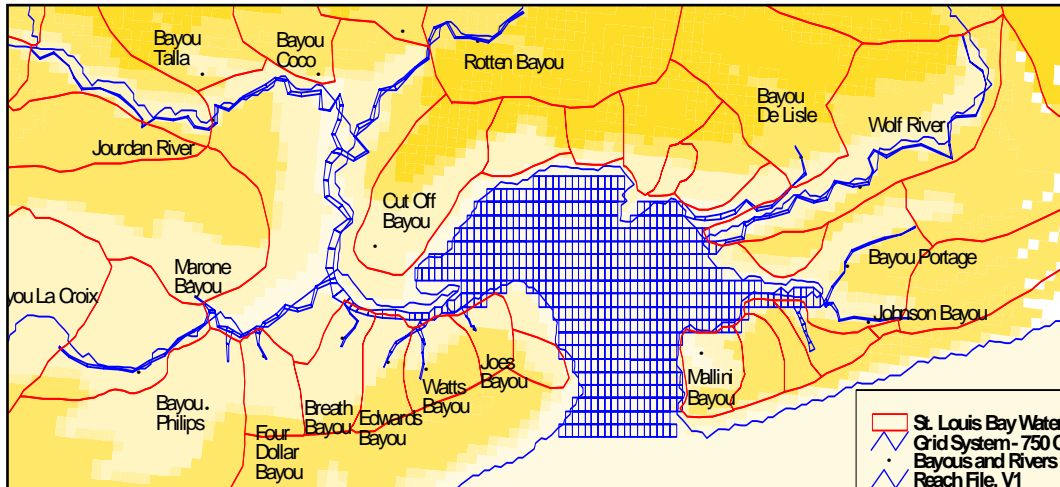 Bayou
Talla
Bayou
Coco
Rotten Bayou
Bayou
De Lisle
Wolf River
Jourdan River
Cut Off
Bayou
Marone
Bayou
Bayou Portage
you La Croix
Johnson Bayou
Joes
Bayou
Mallini
Bayou
Watts
Bayou
Bayou
Philips
Breath
Bayou
Edwards
Bayou
Four
Dollar
Bayou
St. Louis Bay Water
Grid System - 750 C
Bayous and Rivers
Reach File, V1